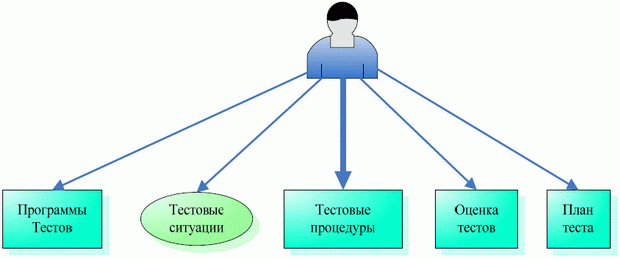 Программы
Тестов
Тестовые
ситуации
Тестовые
процедуры
Оценка
тестов
План
теста